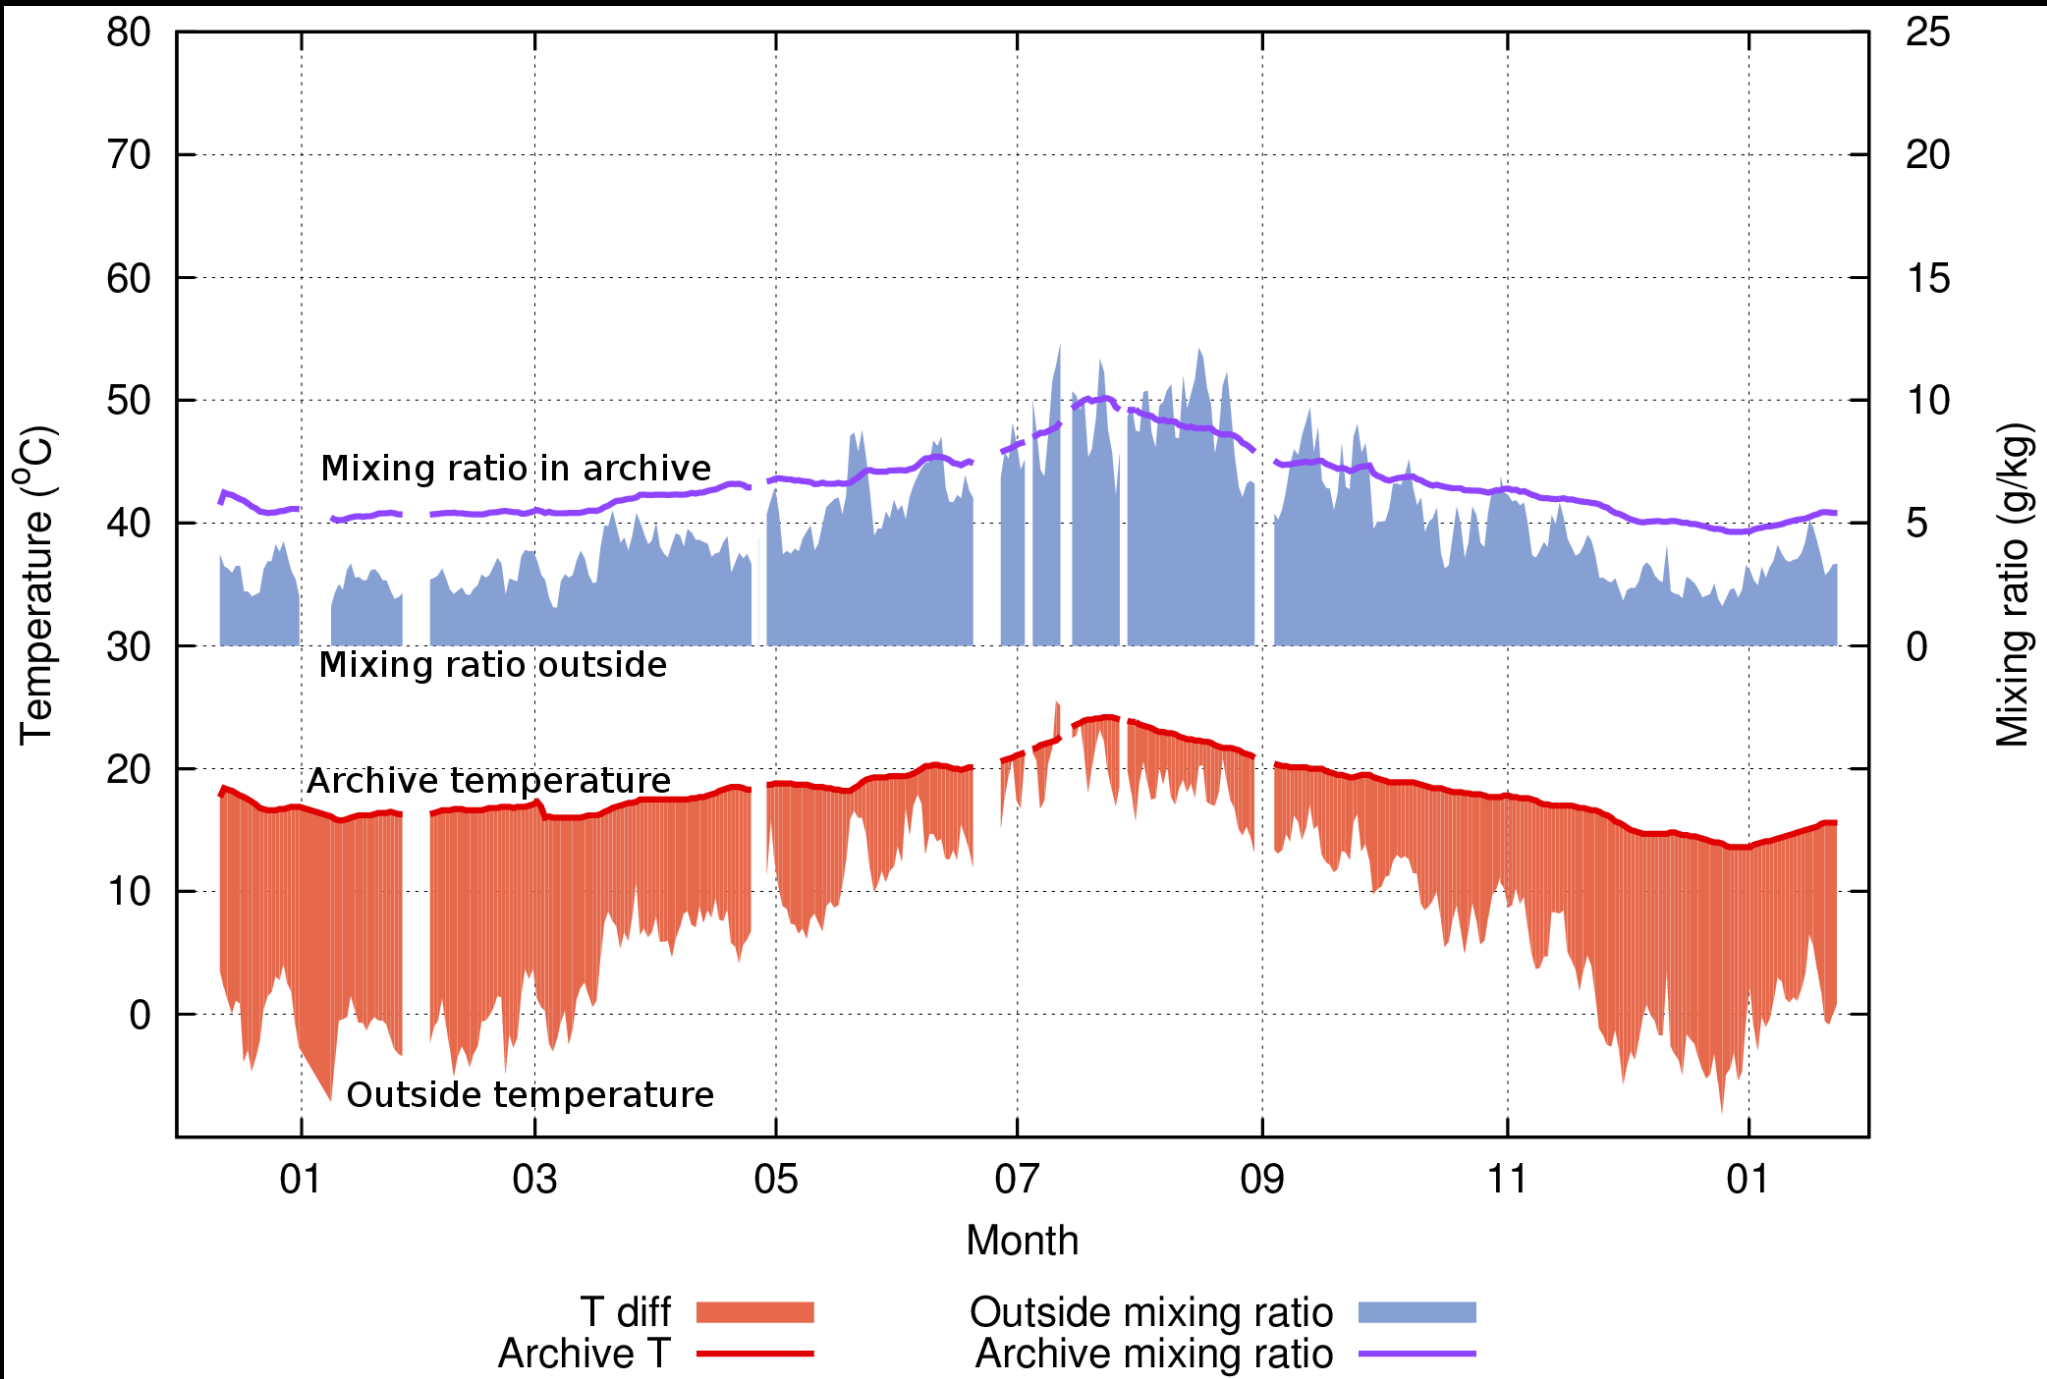 80
70
60
50
40
30
20
10
0
25
20
15
10
5
0
Temperature (°C)
Mixing ratio (g/kg)
Mixing ratio in archive
Mixing ratio outside
Archive temperature
Outside temperature
01 03 05 07 09 11 01
Month
T diff
Outside mixing ratio
Archive T
Archive mixing ratio